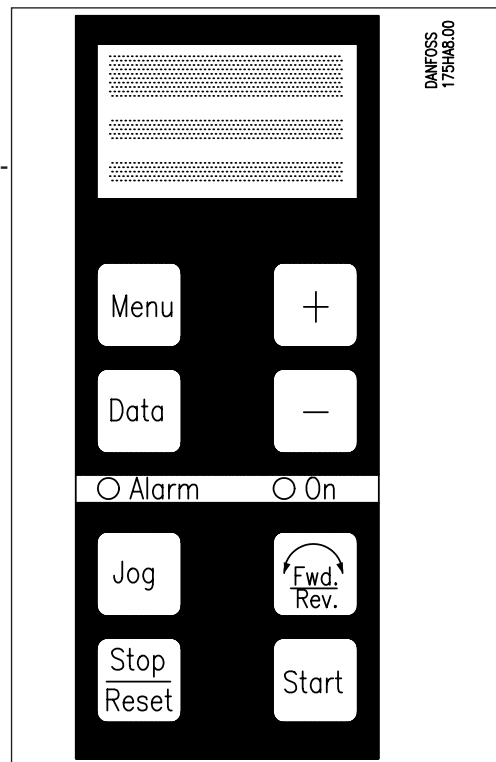 DANFOSS
175HA8.00
Menu
+
Data
−
Alarm
On
Jog
Fwd.
Rev.
Stop
Reset
Start